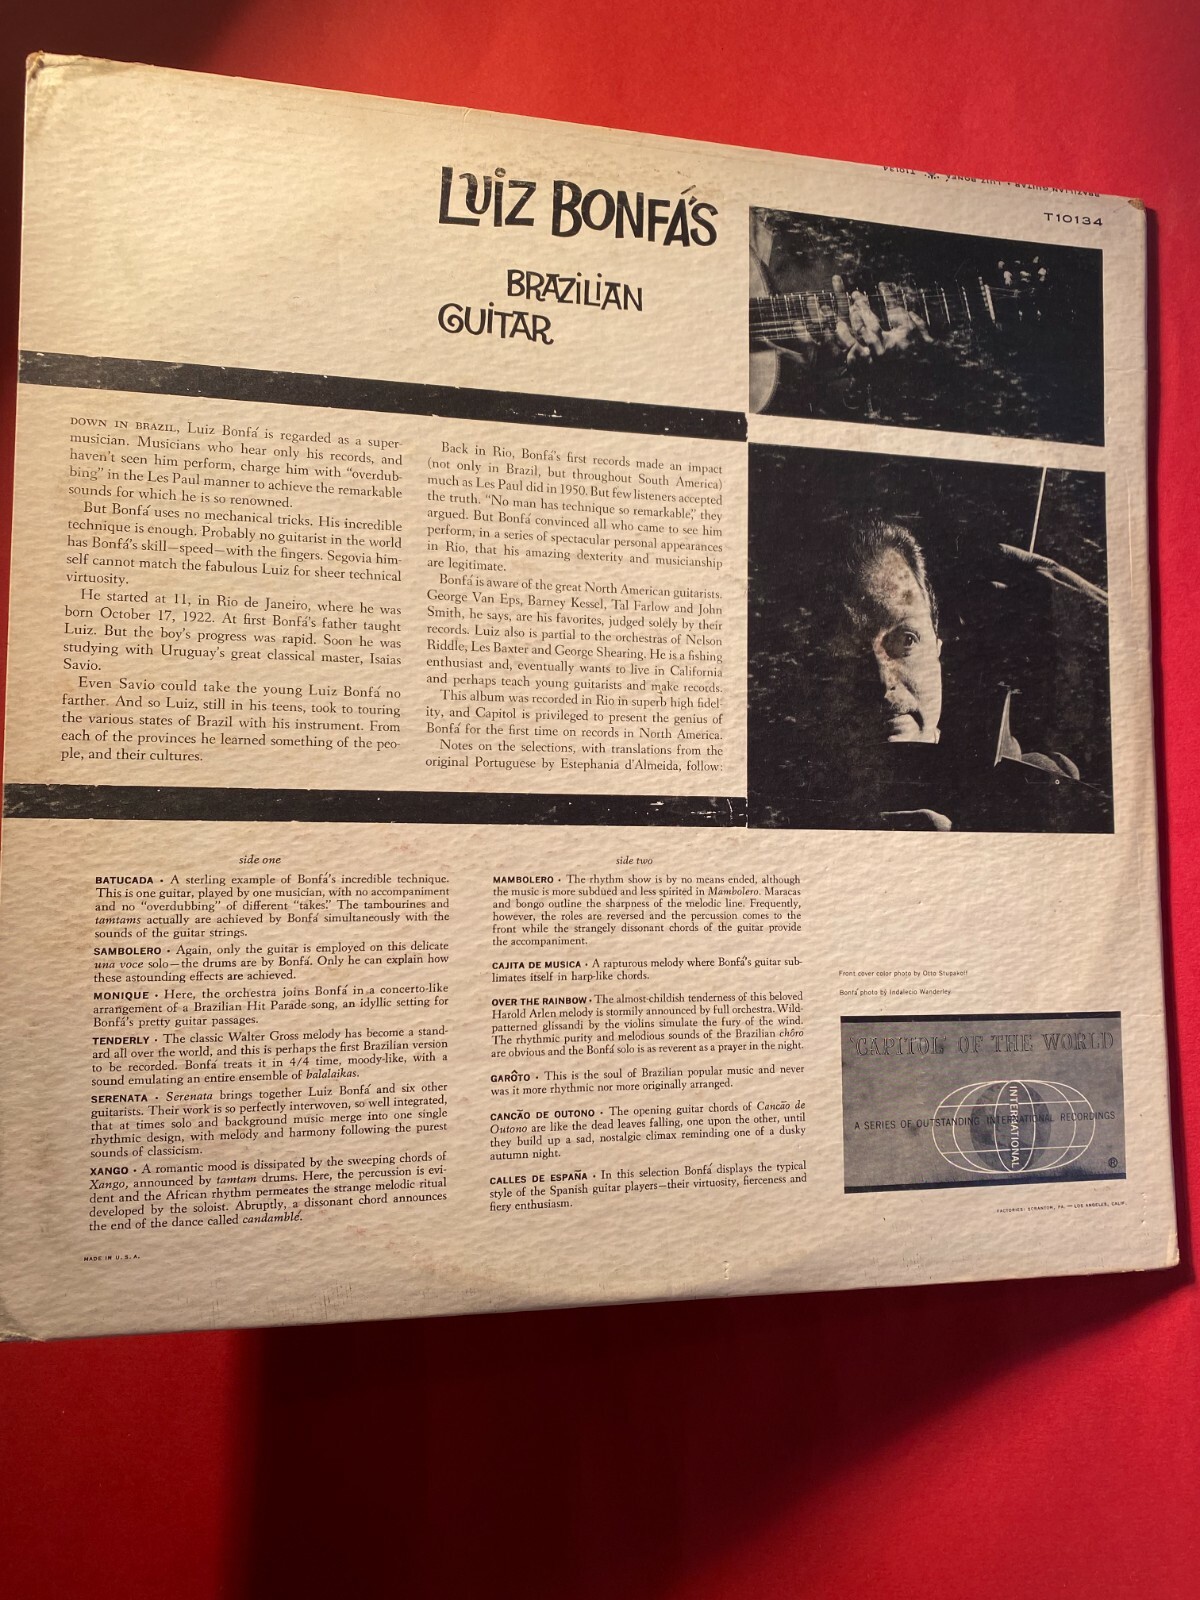 BRAZILIAN GUITAR • LUIZ BONFÁ T10134
T10134
LUIZ BONFÁ'S
BRAZILIAN
GUITAR
DOWN IN BRAZIL, Luiz Bonfá is regarded as a super-
musician. Musicians who hear only his records, and
haven't seen him perform, charge him with "overdub-
bing" in the Les Paul manner to achieve the remarkable
sounds for which he is so renowned.
But Bonfá uses no mechanical tricks. His incredible
technique is enough. Probably no guitarist in the world
has Bonfá's skill—speed—with the fingers. Segovia him-
self cannot match the fabulous Luiz for sheer technical
virtuosity.
He started at 11, in Rio de Janeiro, where he was
born October 17, 1922. At first Bonfá's father taught
Luiz. But the boy's progress was rapid. Soon he was
studying with Uruguay's great classical master, Isaias
Savio.
Even Savio could take the young Luiz Bonfá no
farther. And so Luiz, still in his teens, took to touring
the various states of Brazil with his instrument. From
each of the provinces he learned something of the peo-
ple, and their cultures.
Back in Rio, Bonfá's first records made an impact
(not only in Brazil, but throughout South America)
much as Les Paul did in 1950. But few listeners accepted
the truth. "No man has technique so remarkable," they
argued. But Bonfá convinced all who came to see him
perform, in a series of spectacular personal appearances
in Rio, that his amazing dexterity and musicianship
are legitimate.
Bonfá is aware of the great North American guitarists.
George Van Eps, Barney Kessel, Tal Farlow and John
Smith, he says, are his favorites, judged solely by their
records. Luiz also is partial to the orchestras of Nelson
Riddle, Les Baxter and George Shearing. He is a fishing
enthusiast and, eventually wants to live in California
and perhaps teach young guitarists and make records.
This album was recorded in Rio in superb high fidel-
ity, and Capitol is privileged to present the genius of
Bonfá for the first time on records in North America.
Notes on the selections, with translations from the
original Portuguese by Estephania d'Almeida, follow:
side one
BATUCADA • A sterling example of Bonfá's incredible technique.
This is one guitar, played by one musician, with no accompaniment
and no "overdubbing" of different "takes." The tambourines and
tamtams actually are achieved by Bonfá simultaneously with the
sounds of the guitar strings.
SAMBOLERO • Again, only the guitar is employed on this delicate
una voce solo—the drums are by Bonfá. Only he can explain how
these astounding effects are achieved.
MONIQUE • Here, the orchestra joins Bonfá in a concerto-like
arrangement of a Brazilian Hit Parade song, an idyllic setting for
Bonfá's pretty guitar passages.
TENDERLY • The classic Walter Gross melody has become a stand-
ard all over the world, and this is perhaps the first Brazilian version
to be recorded. Bonfá treats it in 4/4 time, moody-like, with a
sound emulating an entire ensemble of balalaikas.
SERENATA • Serenata brings together Luiz Bonfá and six other
guitarists. Their work is so perfectly interwoven, so well integrated,
that at times solo and background music merge into one single
rhythmic design, with melody and harmony following the purest
sounds of classicism.
XANGO • A romantic mood is dissipated by the sweeping chords of
Xango, announced by tamtam drums. Here, the percussion is evi-
dent and the African rhythm permeates the strange melodic ritual
developed by the soloist. Abruptly, a dissonant chord announces
the end of the dance called candamblé.
side two
MAMBOLERO • The rhythm show is by no means ended, although
the music is more subdued and less spirited in Mambolero. Maracas
and bongo outline the sharpness of the melodic line. Frequently,
however, the roles are reversed and the percussion comes to the
front while the strangely dissonant chords of the guitar provide
the accompaniment.
CAJITA DE MUSICA • A rapturous melody where Bonfá's guitar sub-
limates itself in harp-like chords.
OVER THE RAINBOW • The almost-childish tenderness of this beloved
Harold Arlen melody is stormily announced by full orchestra. Wild-
patterned glissandi by the violins simulate the fury of the wind.
The rhythmic purity and melodious sounds of the Brazilian chôro
are obvious and the Bonfá solo is as reverent as a prayer in the night.
GARÔTO • This is the soul of Brazilian popular music and never
was it more rhythmic nor more originally arranged.
CANCÃO DE OUTONO • The opening guitar chords of Cancão de
Outono are like the dead leaves falling, one upon the other, until
they build up a sad, nostalgic climax reminding one of a dusky
autumn night.
CALLES DE ESPAÑA • In this selection Bonfá displays the typical
style of the Spanish guitar players—their virtuosity, fierceness and
fiery enthusiasm.
Front cover color photo by Otto Stupakoff
Bonfá photo by Indalecio Wanderley
"CAPITOL" OF THE WORLD
A SERIES OF OUTSTANDING INTERNATIONAL RECORDINGS
INTERNATIONAL
®
FACTORIES: SCRANTON, PA. — LOS ANGELES, CALIF.
MADE IN U.S.A.